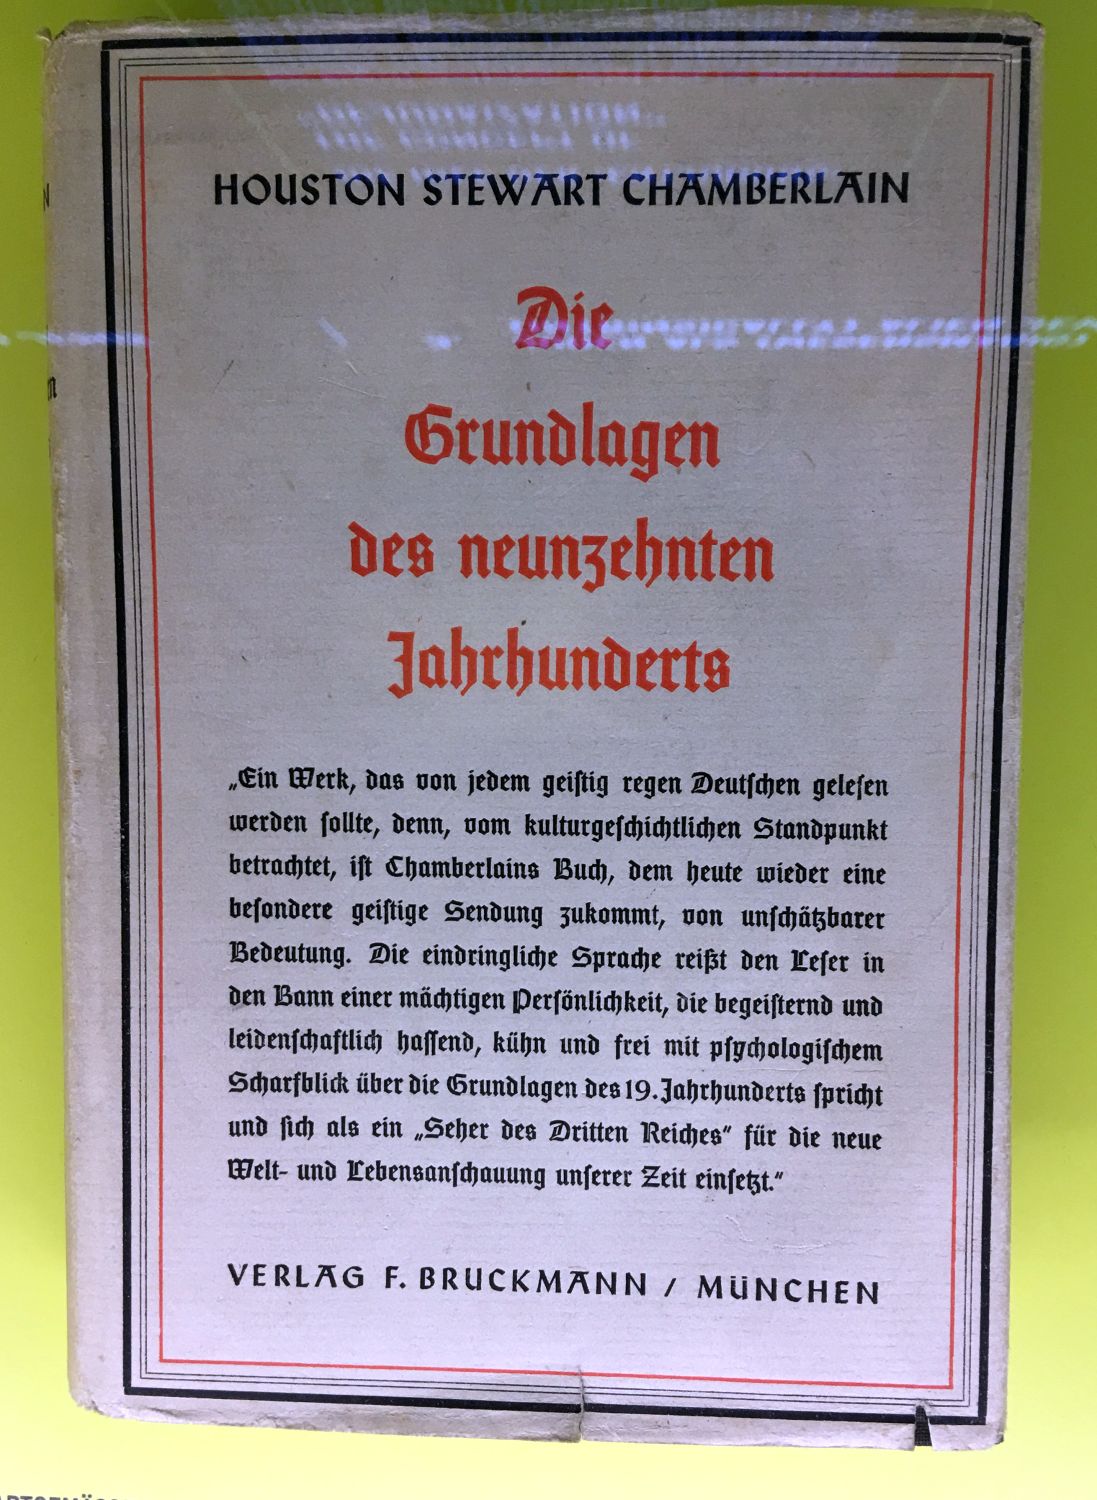 HOUSTON STEWART CHAMBERLAIN
Die
Grundlagen
des neunzehnten
Jahrhunderts
„Ein Werk, das von jedem geiſtig regen Deutſchen geleſen
werden ſollte, denn, vom kulturgeſchichtlichen Standpunkt
betrachtet, iſt Chamberlains Buch, dem heute wieder eine
beſondere geiſtige Sendung zukommt, von unſchätzbarer
Bedeutung. Die eindringliche Sprache reißt den Leſer in
den Bann einer mächtigen Perſönlichkeit, die begeiſternd und
leidenſchaftlich haſſend, kühn und frei mit pſychologiſchem
Scharfblick über die Grundlagen des 19. Jahrhunderts ſpricht
und ſich als ein „Seher des Dritten Reiches“ für die neue
Welt- und Lebensanſchauung unſerer Zeit einſetzt.“
VERLAG F. BRUCKMANN / MÜNCHEN